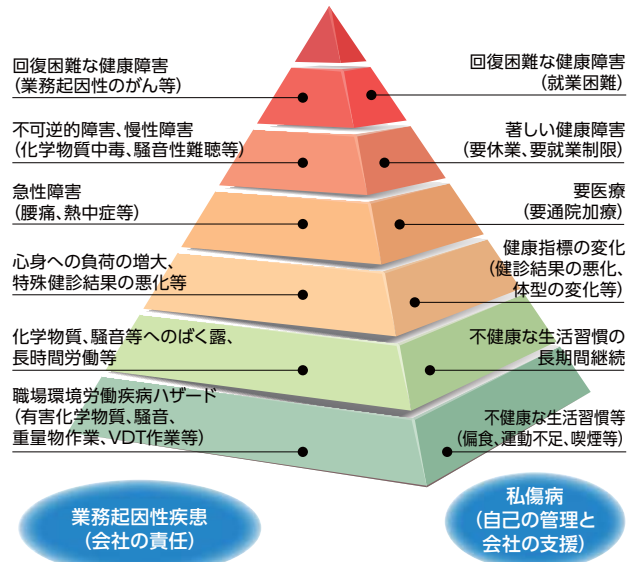 回復困難な健康障害
(業務起因性のがん等)
回復困難な健康障害
(就業困難)
不可逆的障害、慢性障害
(化学物質中毒、騒音性難聴等)
著しい健康障害
(要休業、要就業制限)
急性障害
(腰痛、熱中症等)
要医療
(要通院加療)
心身への負荷の増大、
特殊健診結果の悪化等
健康指標の変化
(健診結果の悪化、
体型の変化等)
化学物質、騒音等へのばく露、
長時間労働等
不健康な生活習慣の
長期間継続
職場環境労働疾病ハザード
(有害化学物質、騒音、
重量物作業、VDT作業等)
不健康な生活習慣等
(偏食、運動不足、喫煙等)
業務起因性疾患
(会社の責任)
私傷病
(自己の管理と
会社の支援)